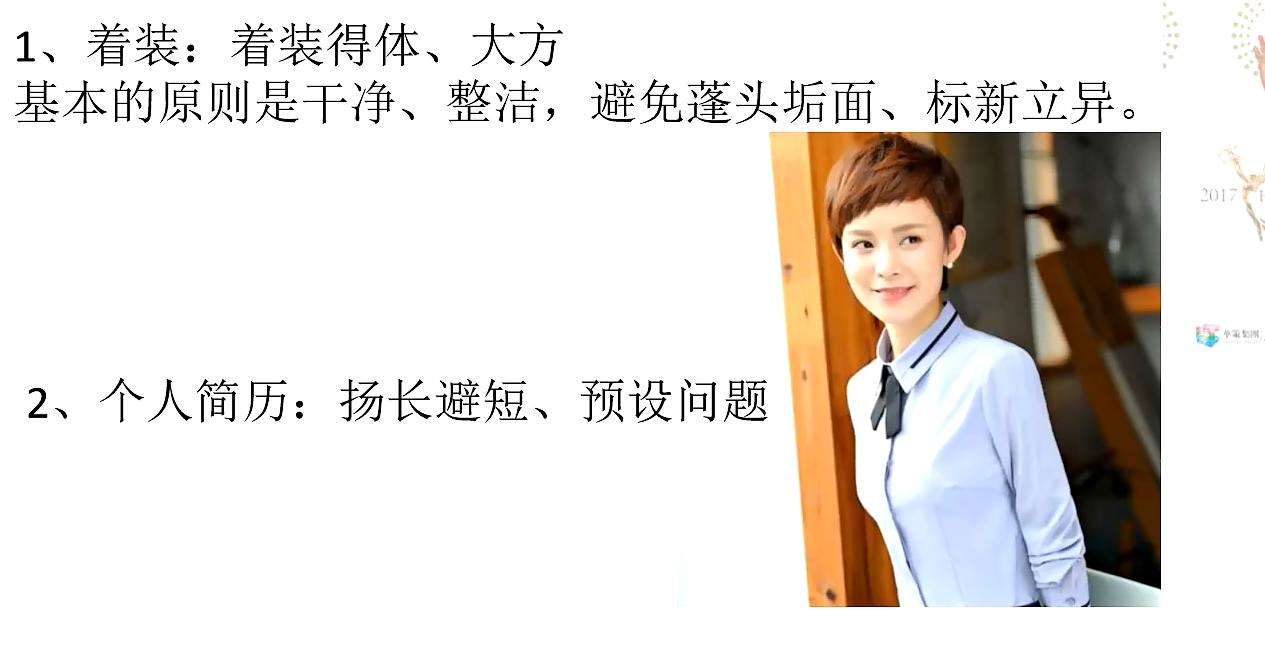 1、着装：着装得体、大方
基本的原则是干净、整洁，避免蓬头垢面、标新立异。
2017
2、个人简历：扬长避短、预设问题